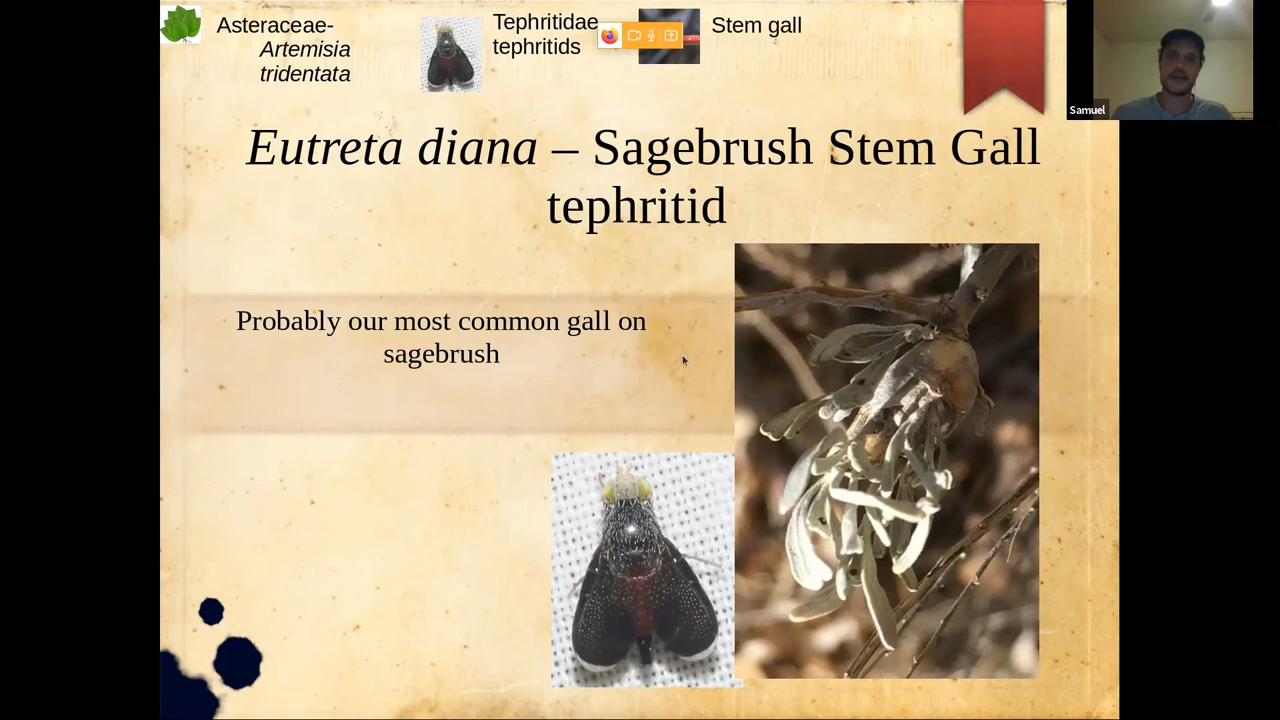 Asteraceae-
Artemisia
tridentata
Tephritidae
tephritids
Stem gall
Samuel
Eutreta diana – Sagebrush Stem Gall
tephritid
Probably our most common gall on
sagebrush